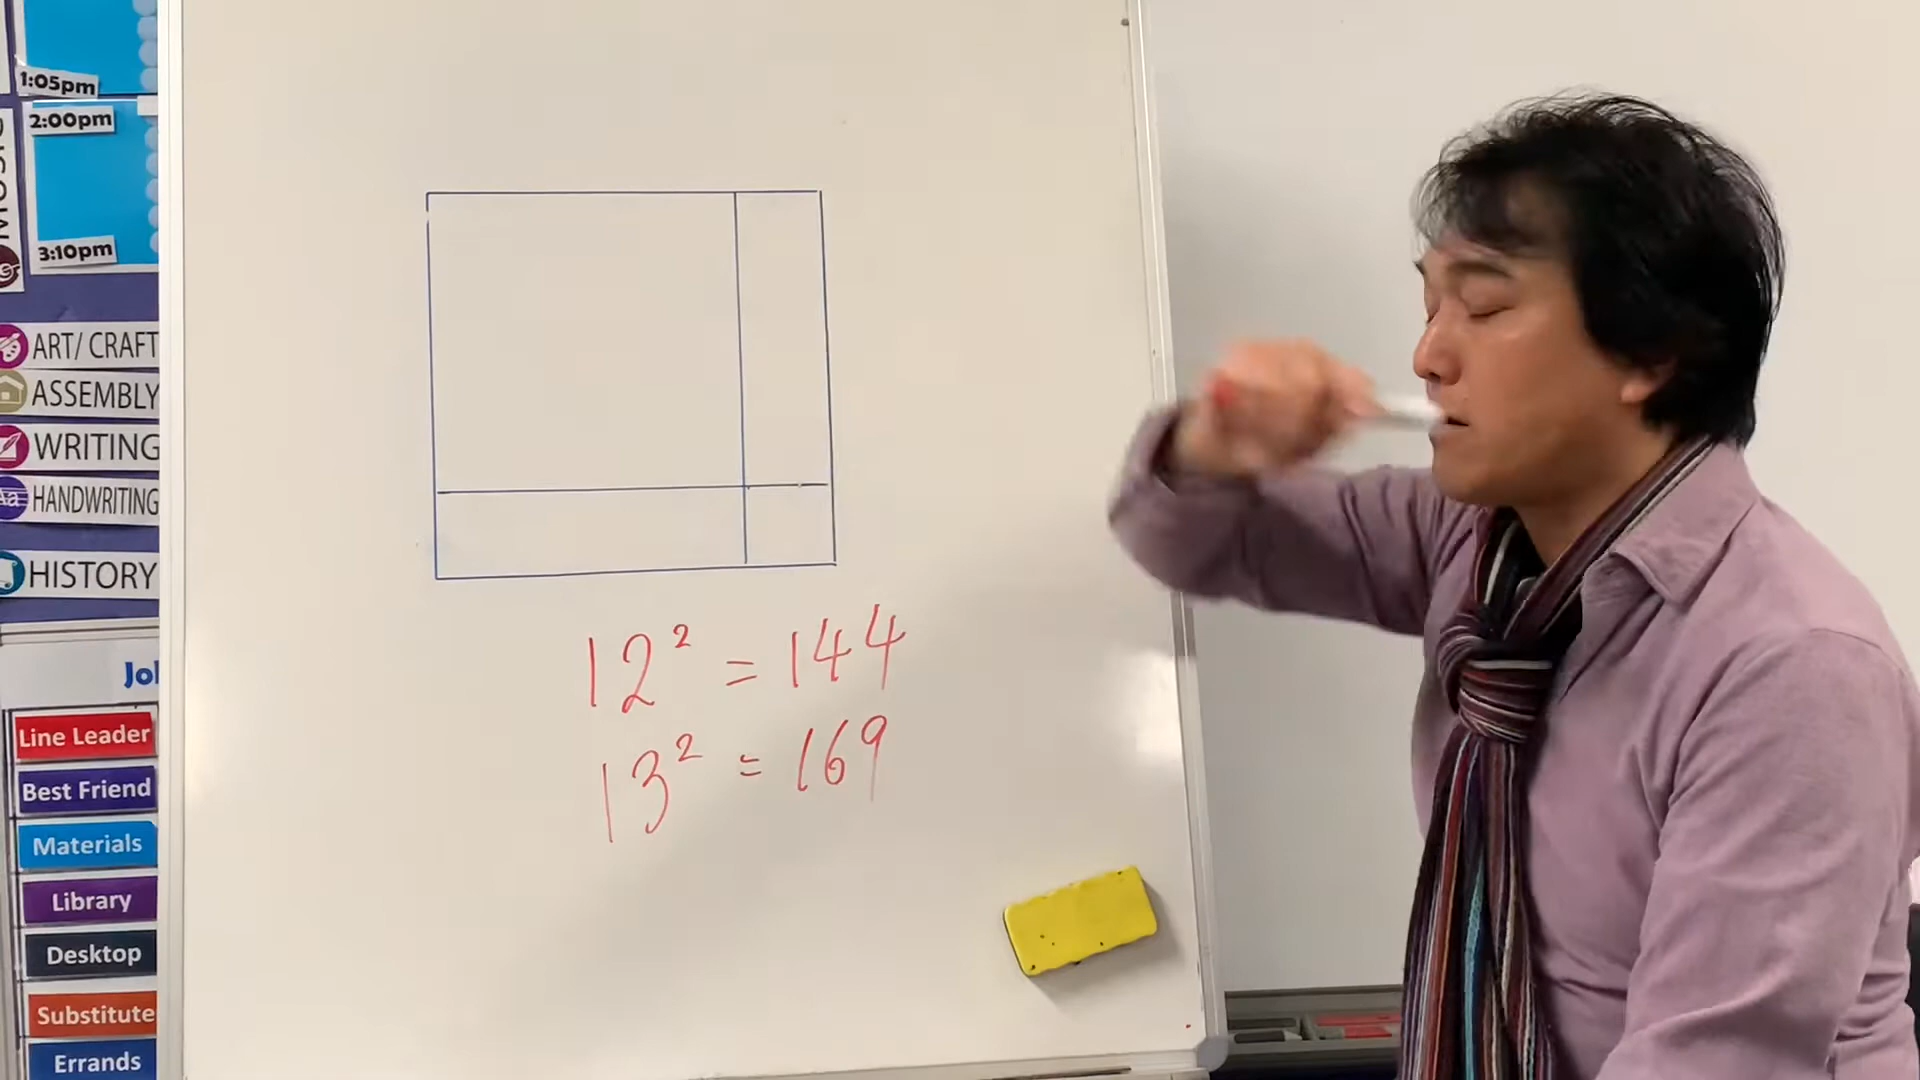 1:05pm
2:00pm
3:10pm
ART/ CRAFT
ASSEMBLY
WRITING
HANDWRITING
HISTORY
Line Leader
Best Friend
Materials
Library
Desktop
Substitute
Errands
12² = 144
13² = 169